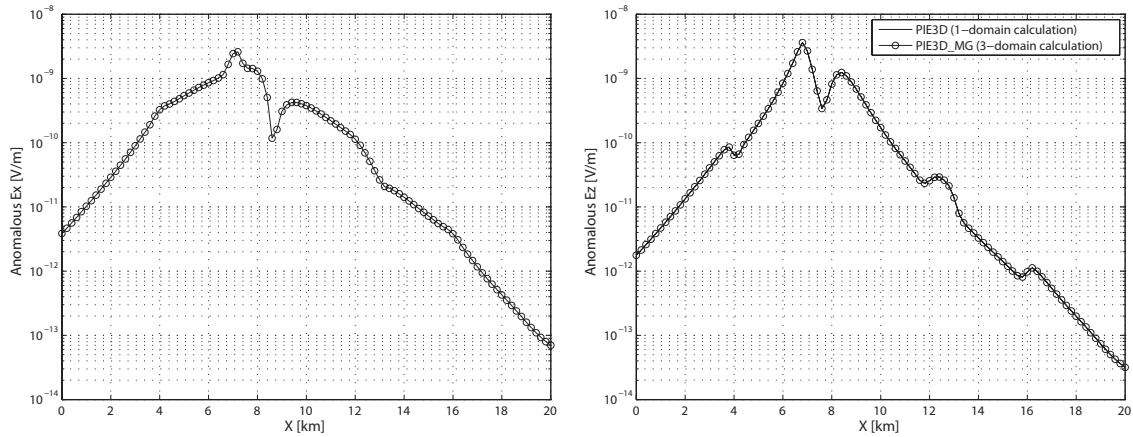 10⁻⁸
10⁻⁹
10⁻¹⁰
10⁻¹¹
10⁻¹²
10⁻¹³
10⁻¹⁴
Anomalous Ex [V/m]
0 2 4 6 8 10 12 14 16 18 20
X [km]
PIE3D (1−domain calculation)
PIE3D_MG (3−domain calculation)
10⁻⁸
10⁻⁹
10⁻¹⁰
10⁻¹¹
10⁻¹²
10⁻¹³
10⁻¹⁴
Anomalous Ez [V/m]
0 2 4 6 8 10 12 14 16 18 20
X [km]